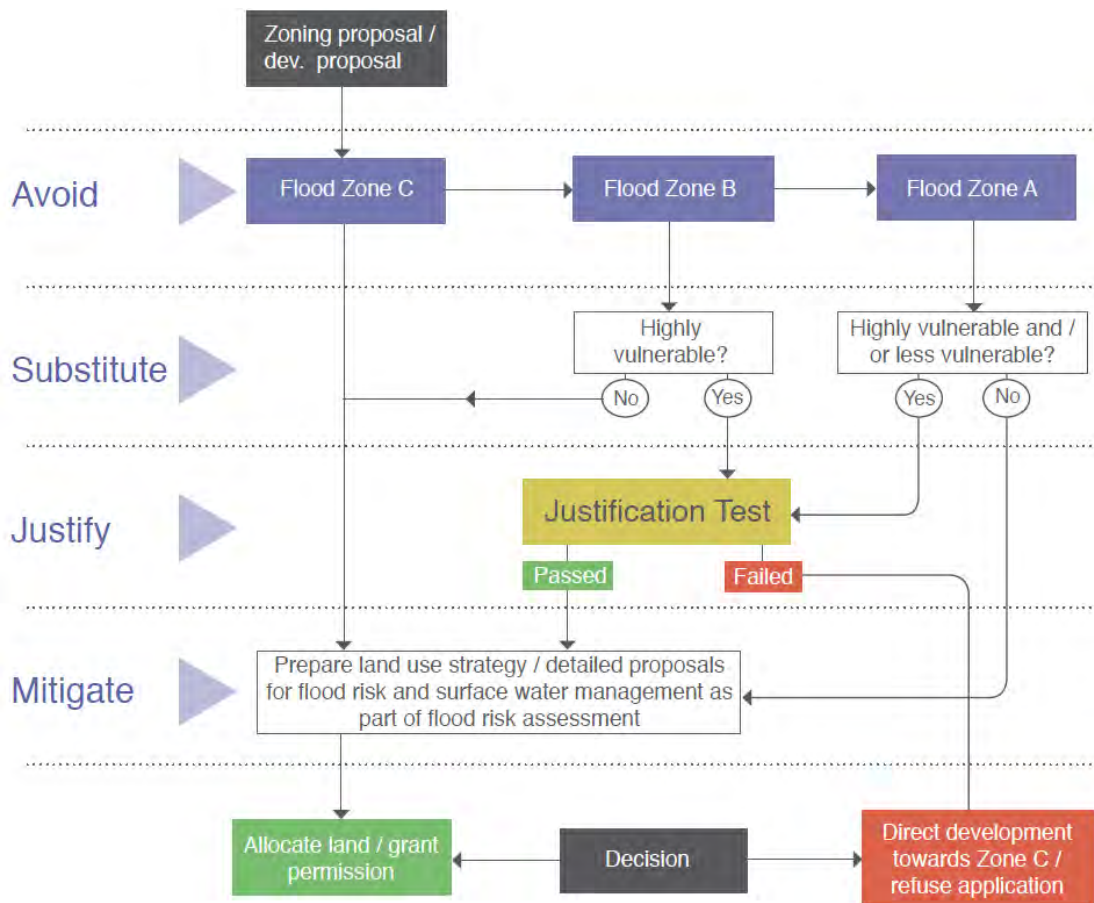 Zoning proposal /
dev. proposal
Avoid
Flood Zone C
Flood Zone B
Flood Zone A
Substitute
Highly
vulnerable?
Highly vulnerable and /
or less vulnerable?
No
Yes
Yes
No
Justify
Justification Test
Passed
Failed
Mitigate
Prepare land use strategy / detailed proposals
for flood risk and surface water management as
part of flood risk assessment
Allocate land / grant
permission
Decision
Direct development
towards Zone C /
refuse application